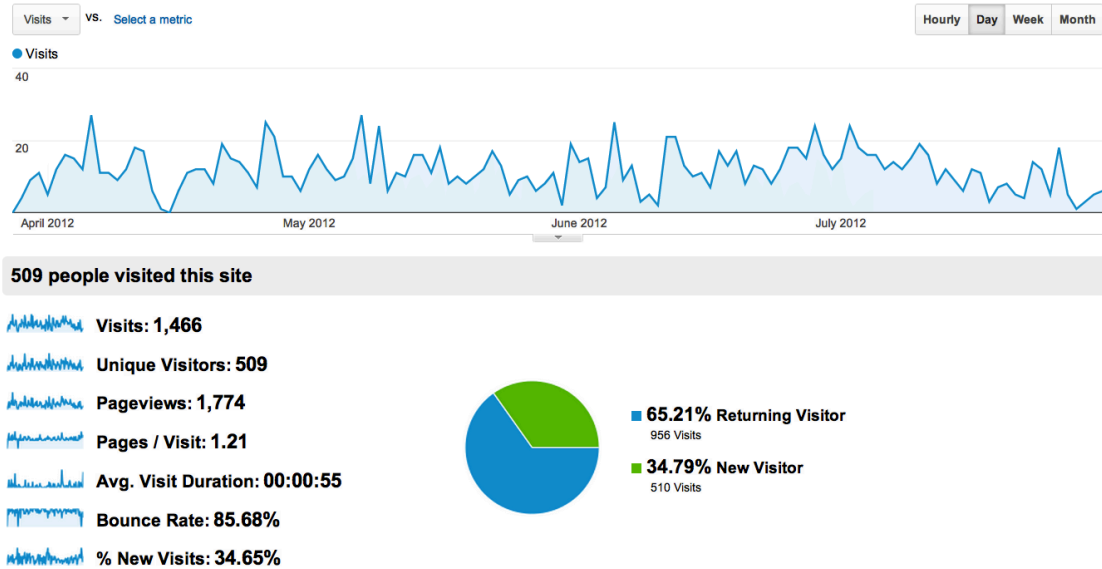 Visits VS. Select a metric Hourly Day Week Month
Visits
40
20
April 2012 May 2012 June 2012 July 2012
509 people visited this site
Visits: 1,466
Unique Visitors: 509
Pageviews: 1,774
Pages / Visit: 1.21
Avg. Visit Duration: 00:00:55
Bounce Rate: 85.68%
% New Visits: 34.65%
65.21% Returning Visitor
956 Visits
34.79% New Visitor
510 Visits